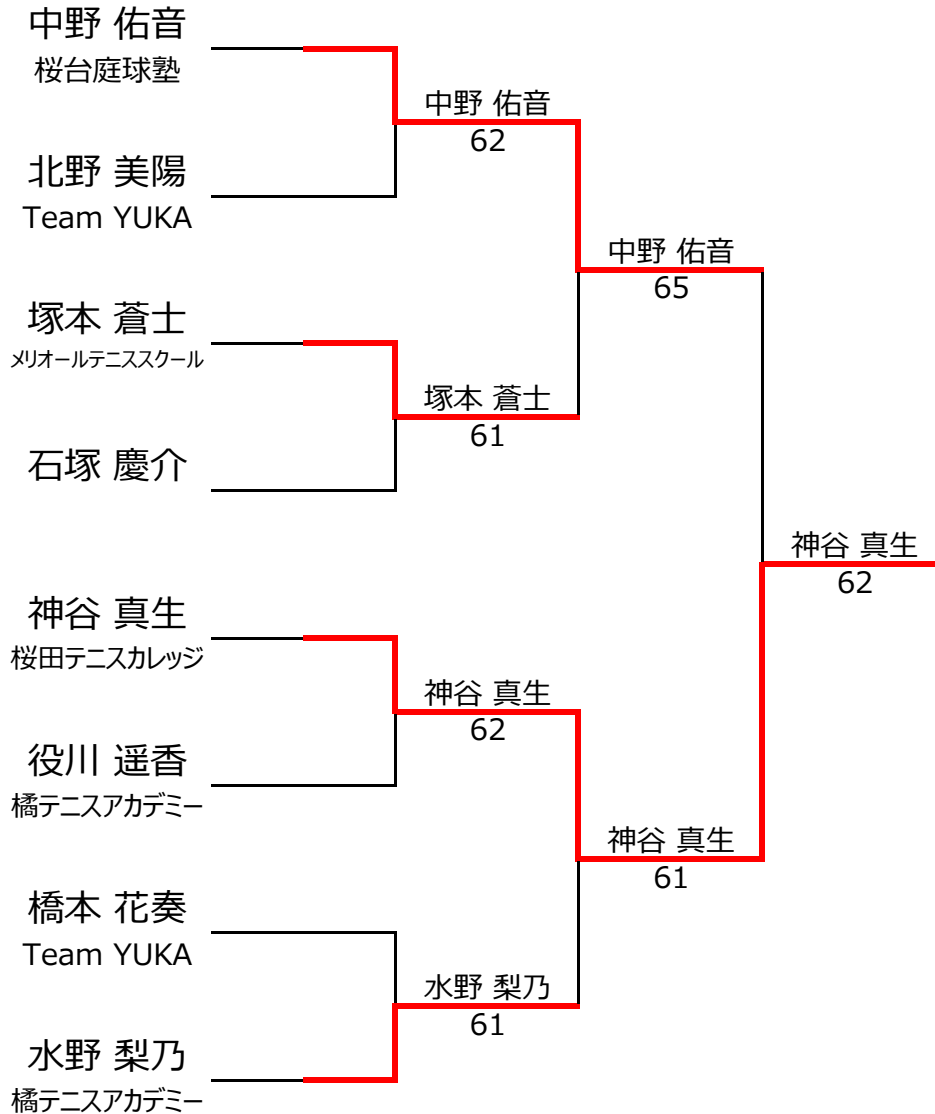 中野 佑音
桜台庭球塾
北野 美陽
Team YUKA
塚本 蒼士
メリオールテニススクール
石塚 慶介
神谷 真生
桜田テニスカレッジ
役川 遥香
橘テニスアカデミー
橋本 花奏
Team YUKA
水野 梨乃
橘テニスアカデミー
中野 佑音
62
塚本 蒼士
61
神谷 真生
62
水野 梨乃
61
中野 佑音
65
神谷 真生
61
神谷 真生
62